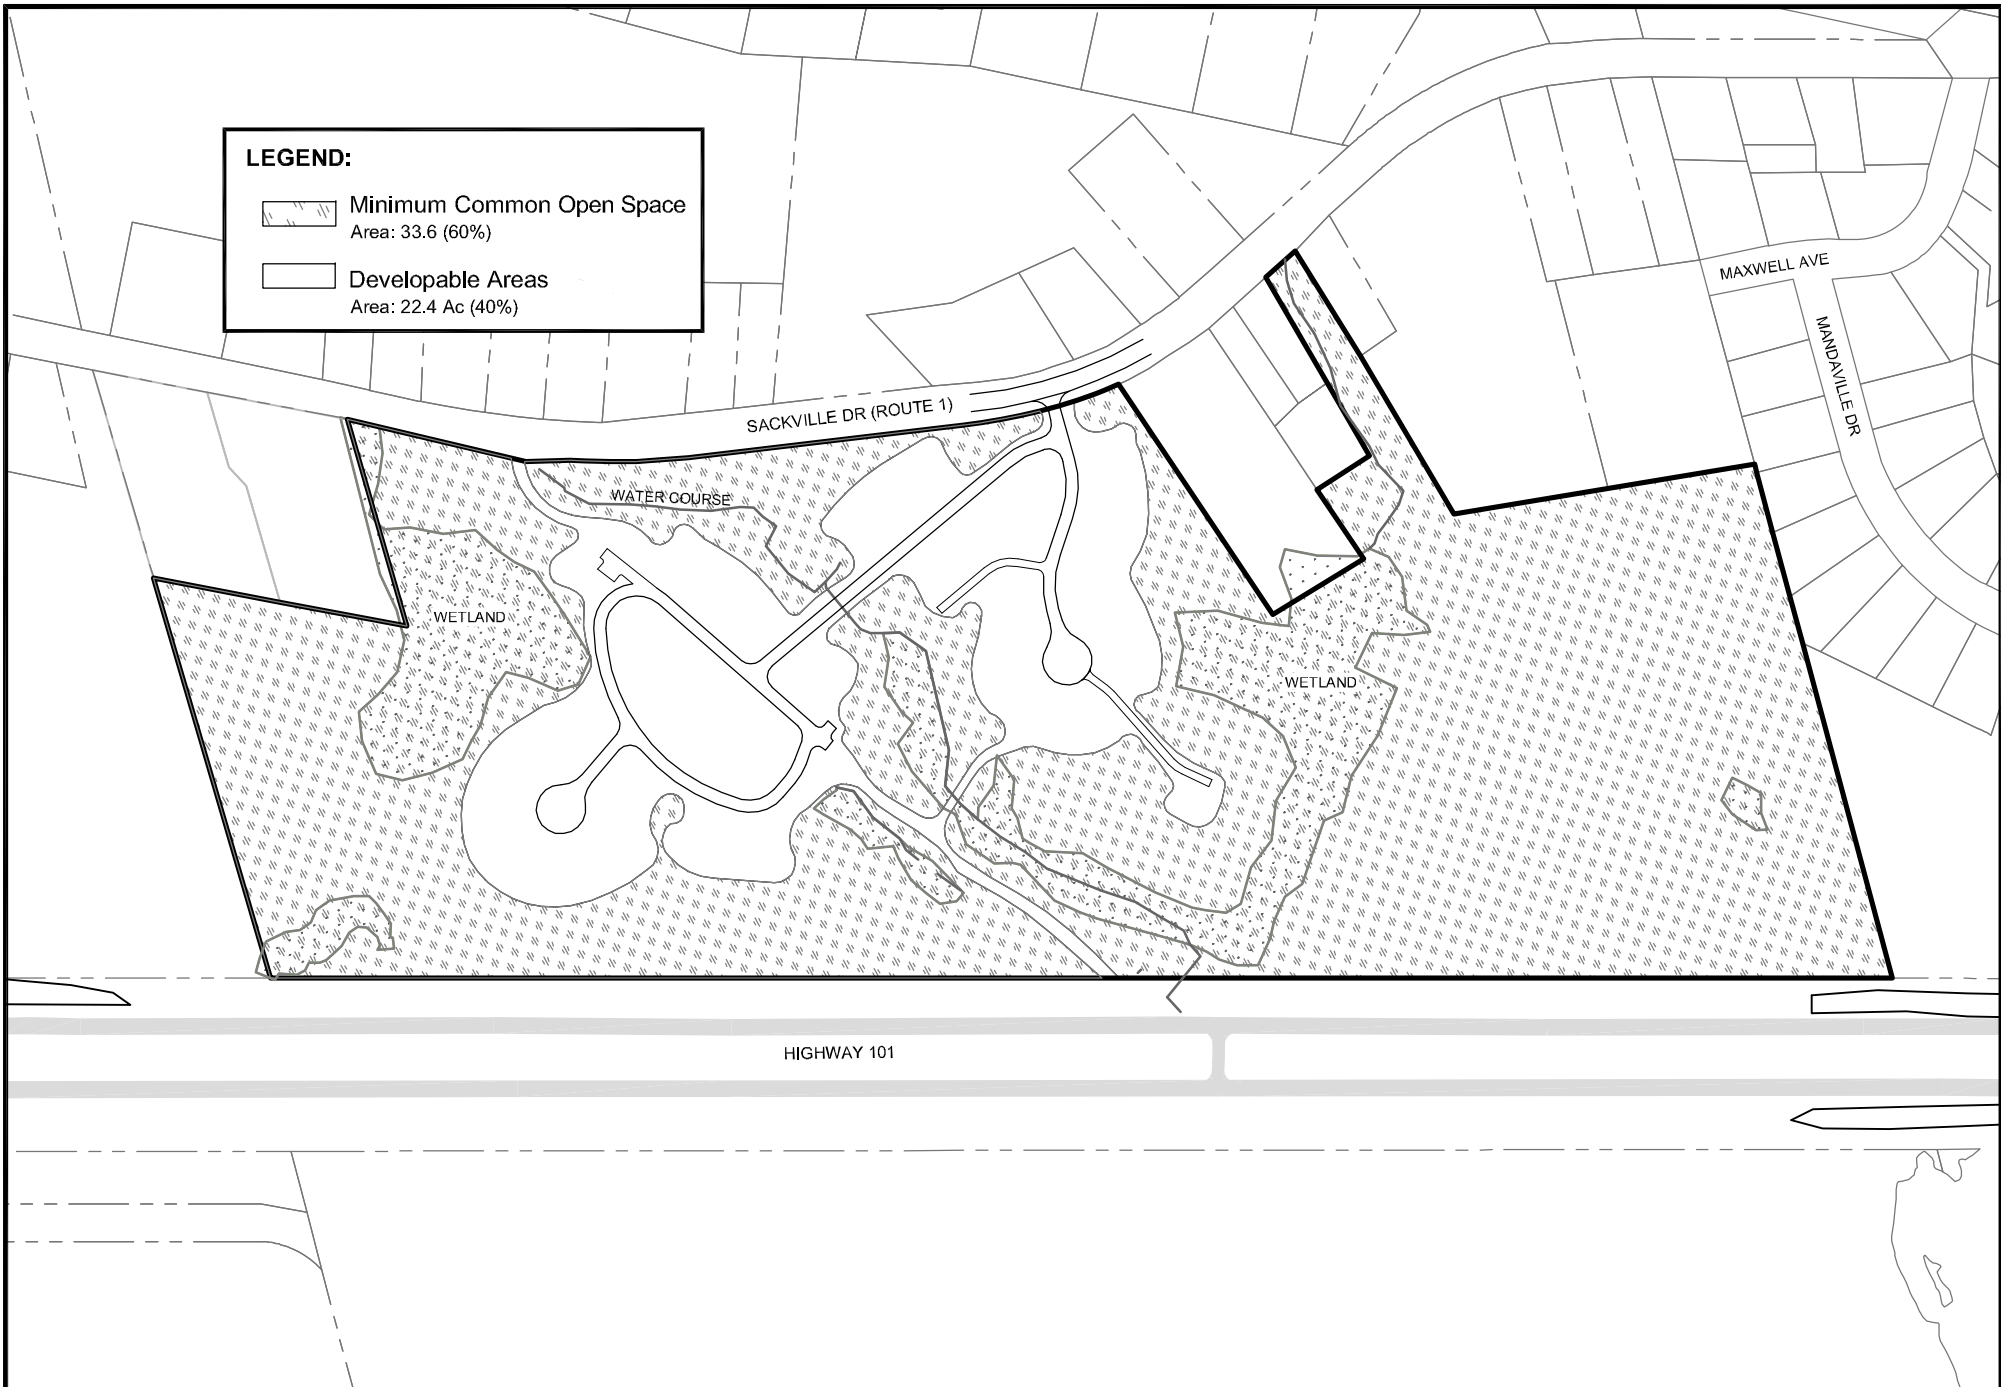 LEGEND:
Minimum Common Open Space
Area: 33.6 (60%)
Developable Areas
Area: 22.4 Ac (40%)
MAXWELL AVE
MANDAVILLE DR
SACKVILLE DR (ROUTE 1)
WATER COURSE
WETLAND
WETLAND
HIGHWAY 101